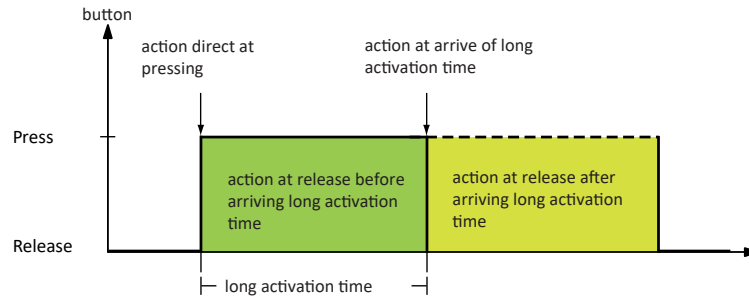 button
action direct at
pressing
action at arrive of long
activation time
Press
action at release before
arriving long activation
time
action at release after
arriving long activation
time
Release
long activation time